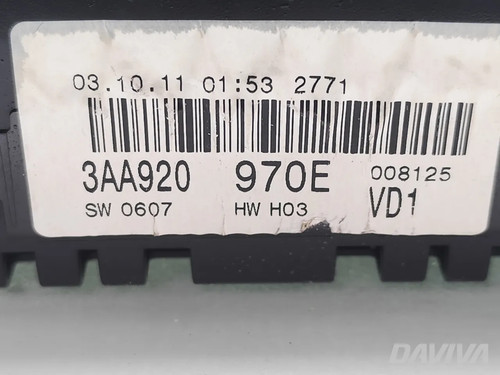 03.10.11 01:53 2771
3AA920 970E 008125
SW 0607 HW H03 VD1
DAVIVA